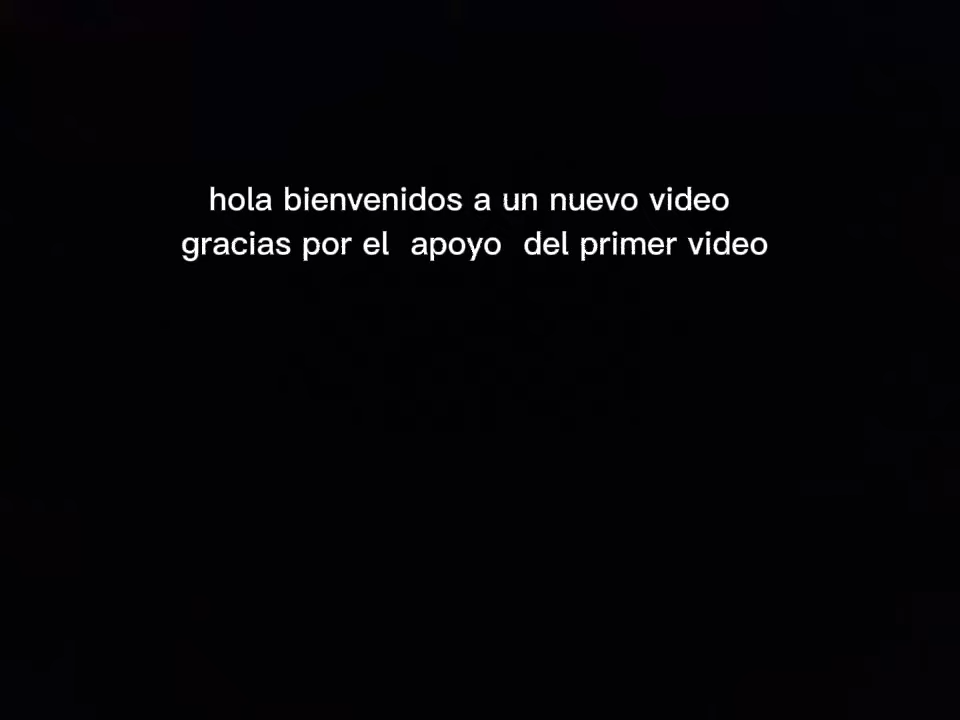 hola bienvenidos a un nuevo video
gracias por el  apoyo  del primer video